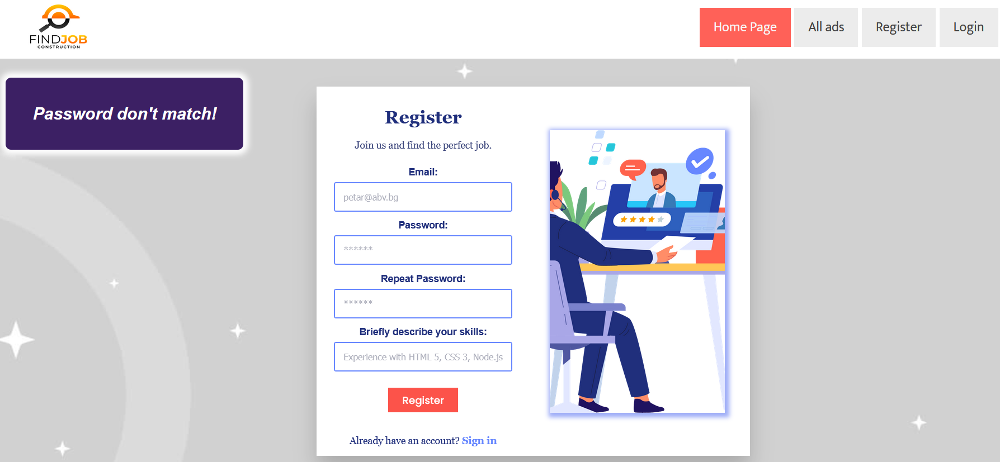 FINDJOB
CONSTRUCTION
Home Page
All ads
Register
Login
Password don't match!
Register
Join us and find the perfect job.
Email:
petar@abv.bg
Password:
******
Repeat Password:
******
Briefly describe your skills:
Experience with HTML 5, CSS 3, Node.js
Register
Already have an account? Sign in